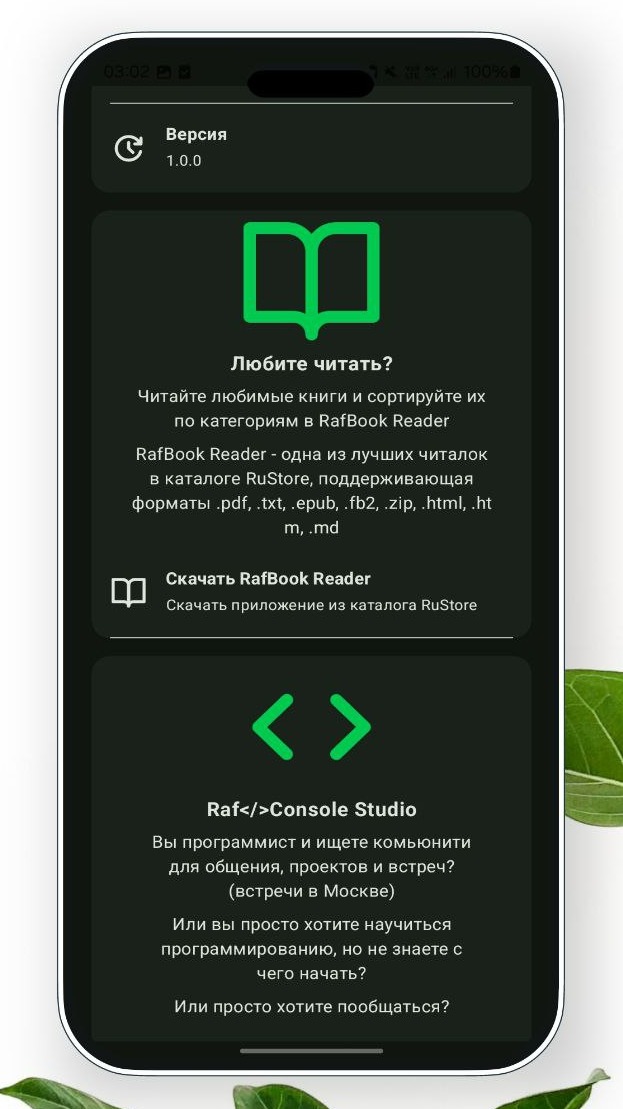 03:02
100%
Версия
1.0.0
Любите читать?
Читайте любимые книги и сортируйте их
по категориям в RafBook Reader
RafBook Reader - одна из лучших читалок
в каталоге RuStore, поддерживающая
форматы .pdf, .txt, .epub, .fb2, .zip, .html, .ht
m, .md
Скачать RafBook Reader
Скачать приложение из каталога RuStore
Raf</>Console Studio
Вы программист и ищете комьюнити
для общения, проектов и встреч?
(встречи в Москве)
Или вы просто хотите научиться
программированию, но не знаете с
чего начать?
Или просто хотите пообщаться?